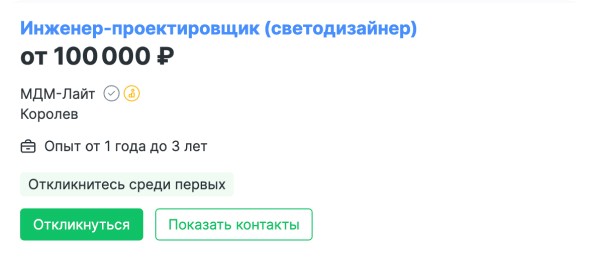 Инженер-проектировщик (светодизайнер)
от 100 000 ₽
МДМ-Лайт
Королев
Опыт от 1 года до 3 лет
Откликнитесь среди первых
Откликнуться
Показать контакты